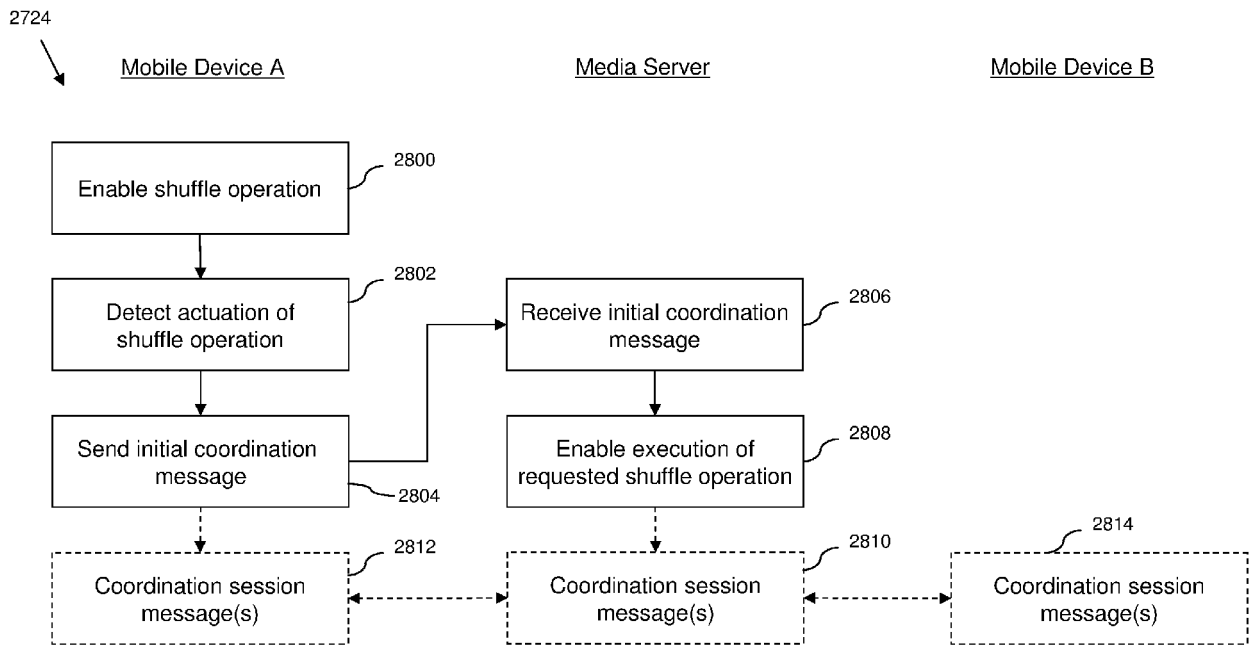 2724
Mobile Device A
Media Server
Mobile Device B
Enable shuffle operation
2800
Detect actuation of
shuffle operation
2802
Receive initial coordination
message
2806
Send initial coordination
message
2804
Enable execution of
requested shuffle operation
2808
Coordination session
message(s)
2812
Coordination session
message(s)
2810
Coordination session
message(s)
2814